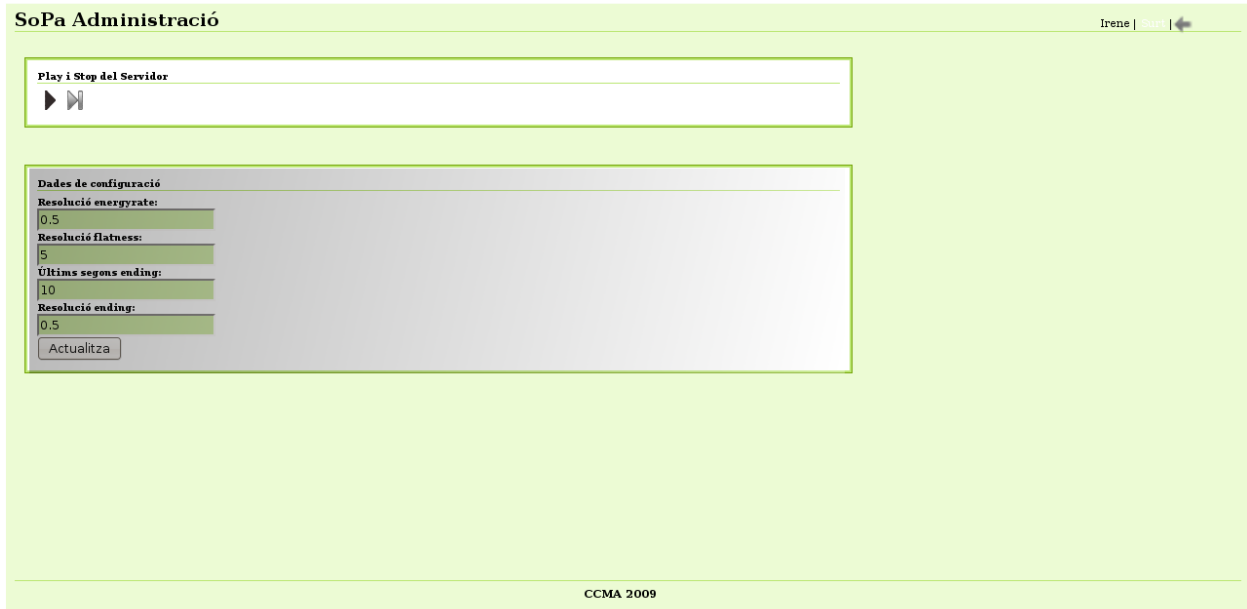 SoPa Administració
Irene | |
Play i Stop del Servidor
Dades de configuració
Resolució energyrate:
0.5
Resolució flatness:
5
Últims segons ending:
10
Resolució ending:
0.5
Actualitza
CCMA 2009